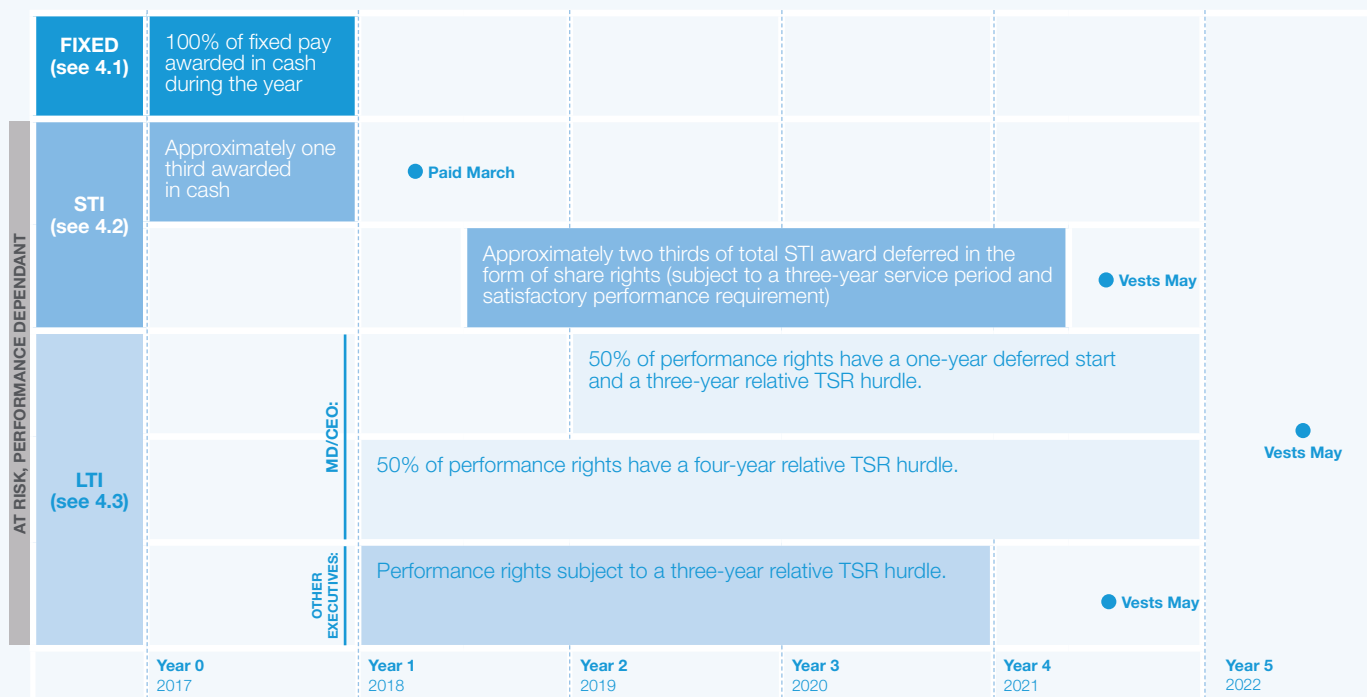 FIXED
(see 4.1)
100% of fixed pay
awarded in cash
during the year
AT RISK, PERFORMANCE DEPENDANT
STI
(see 4.2)
Approximately one
third awarded
in cash
Paid March
Approximately two thirds of total STI award deferred in the
form of share rights (subject to a three-year service period and
satisfactory performance requirement)
Vests May
LTI
(see 4.3)
MD/CEO:
50% of performance rights have a one-year deferred start
and a three-year relative TSR hurdle.
50% of performance rights have a four-year relative TSR hurdle.
Vests May
OTHER
EXECUTIVES:
Performance rights subject to a three-year relative TSR hurdle.
Vests May
Year 0
2017
Year 1
2018
Year 2
2019
Year 3
2020
Year 4
2021
Year 5
2022